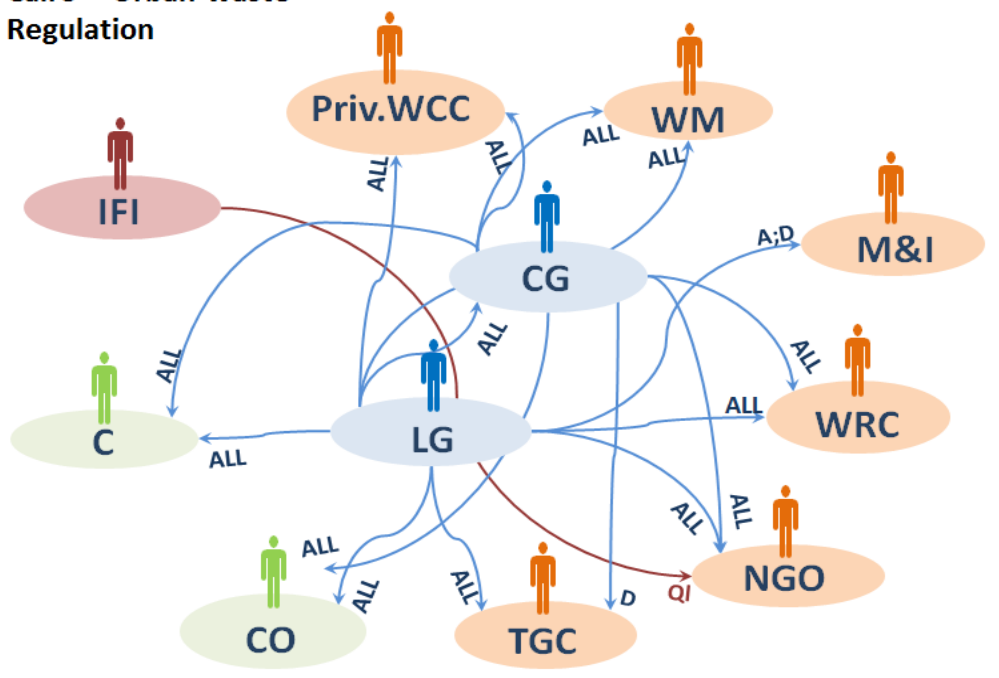 Regulation
Priv.WCC
WM
ALL
ALL
ALL
ALL
IFI
A;D
M&I
CG
ALL
ALL
ALL
C
LG
ALL
WRC
ALL
ALL
ALL
NGO
ALL
ALL
ALL
D
QI
CO
TGC